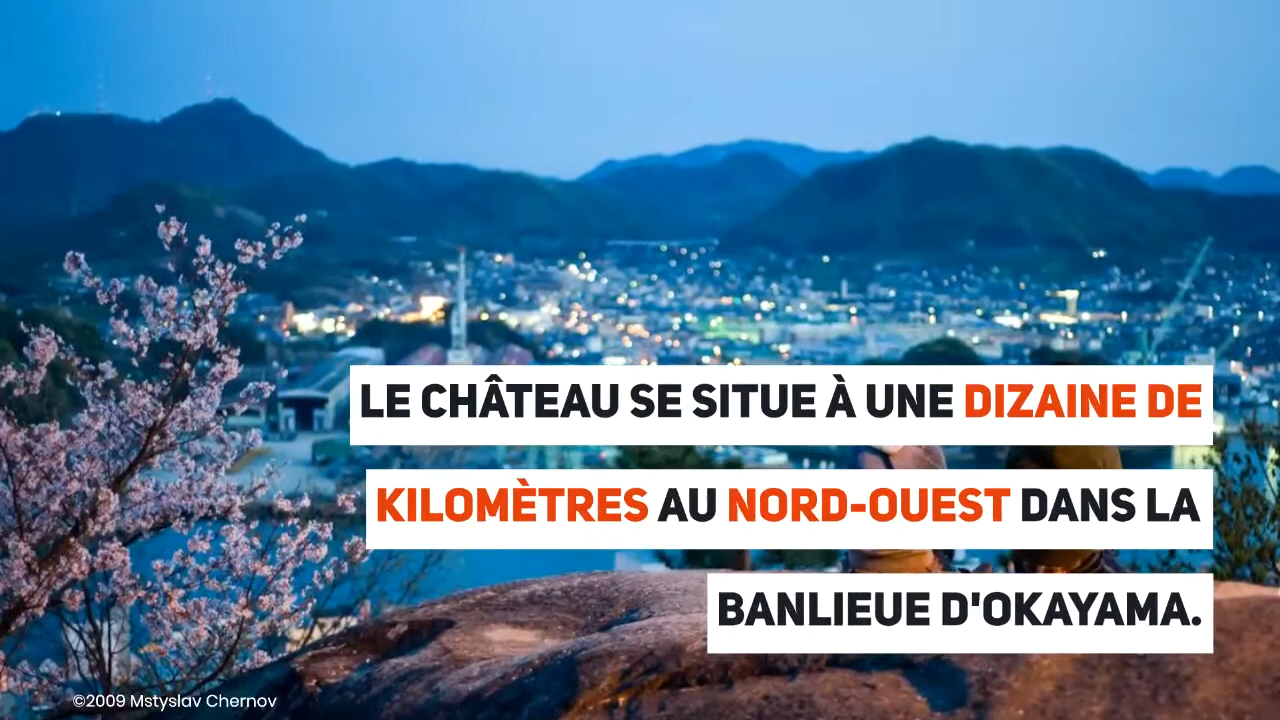 LE CHÂTEAU SE SITUE À UNE DIZAINE DE
KILOMÈTRES AU NORD-OUEST DANS LA
BANLIEUE D'OKAYAMA.
©2009 Mstyslav Chernov